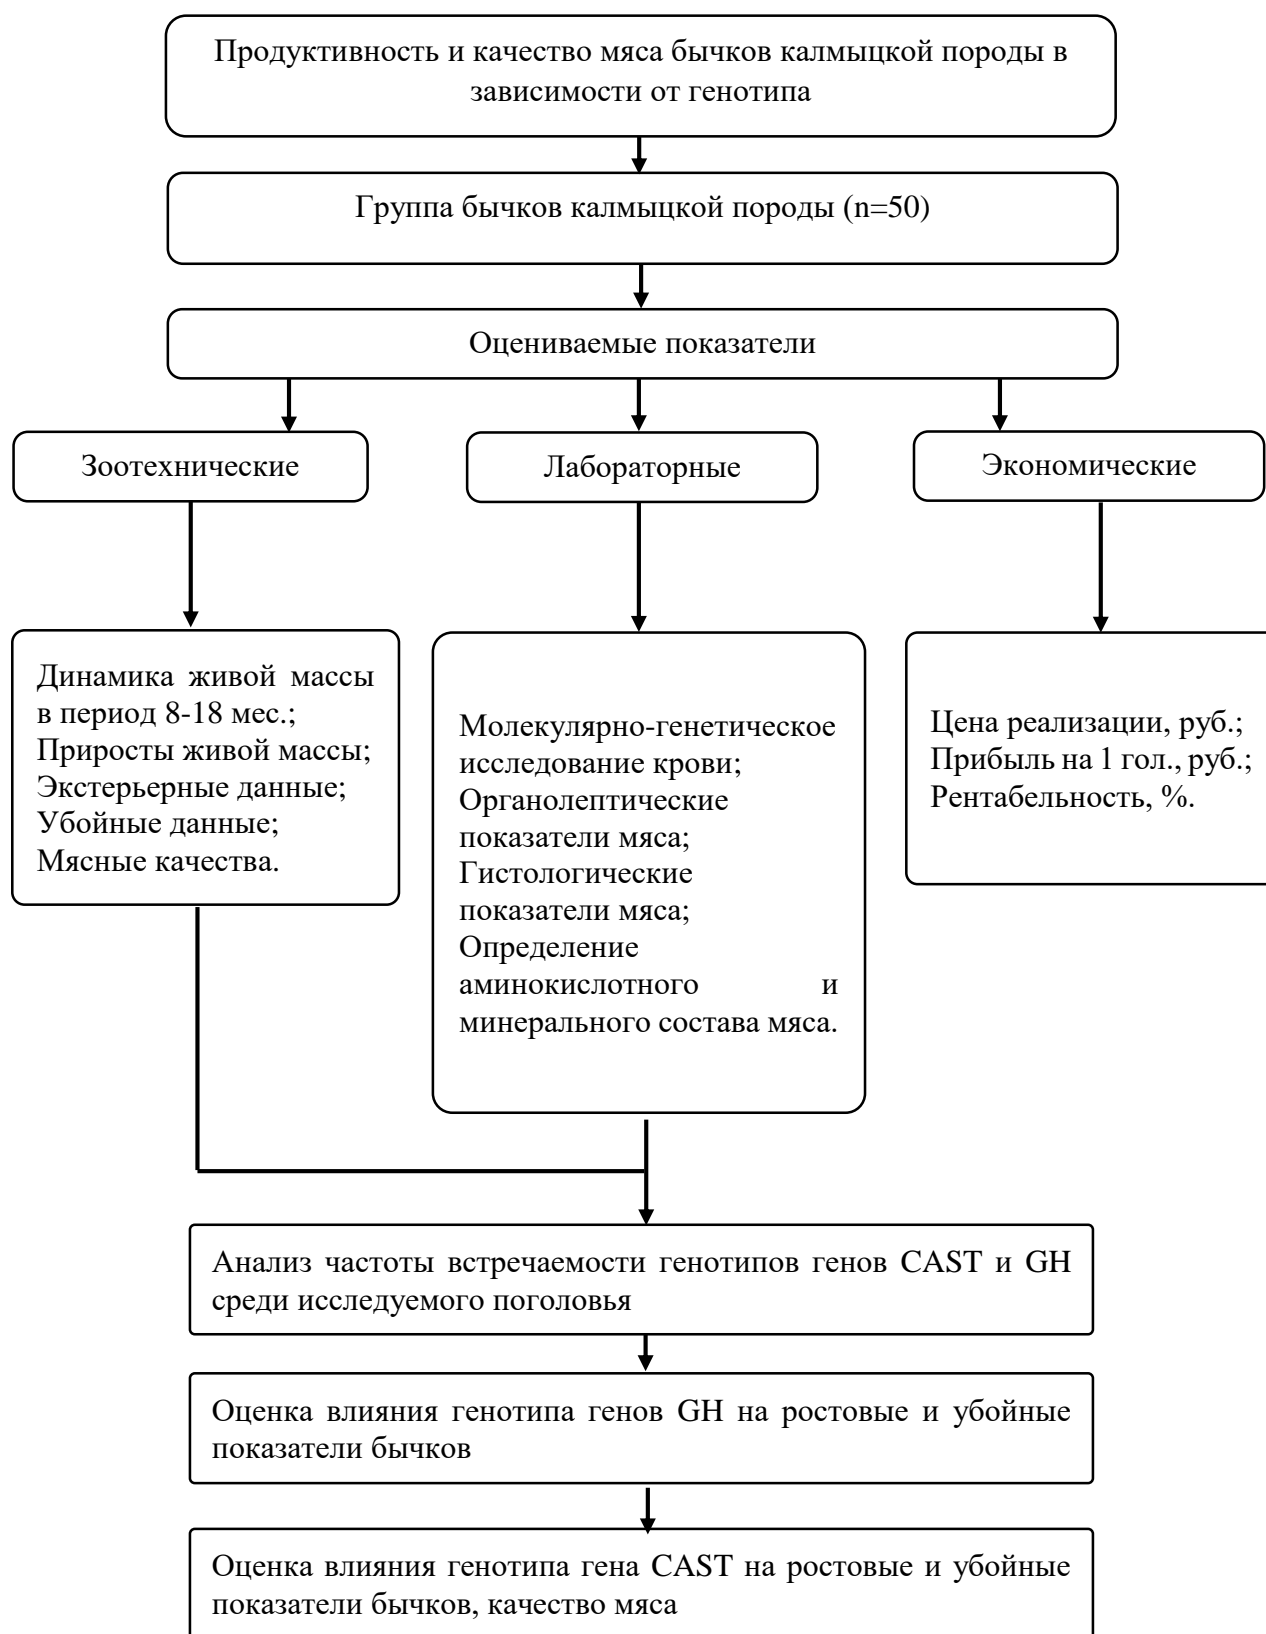 Продуктивность и качество мяса бычков калмыцкой породы в
зависимости от генотипа
Группа бычков калмыцкой породы (n=50)
Оцениваемые показатели
Зоотехнические
Лабораторные
Экономические
Динамика живой массы
в период 8-18 мес.;
Приросты живой массы;
Экстерьерные данные;
Убойные данные;
Мясные качества.
Молекулярно-генетическое
исследование крови;
Органолептические
показатели мяса;
Гистологические
показатели мяса;
Определение
аминокислотного и
минерального состава мяса.
Цена реализации, руб.;
Прибыль на 1 гол., руб.;
Рентабельность, %.
Анализ частоты встречаемости генотипов генов CAST и GH
среди исследуемого поголовья
Оценка влияния генотипа генов GH на ростовые и убойные
показатели бычков
Оценка влияния генотипа гена CAST на ростовые и убойные
показатели бычков, качество мяса